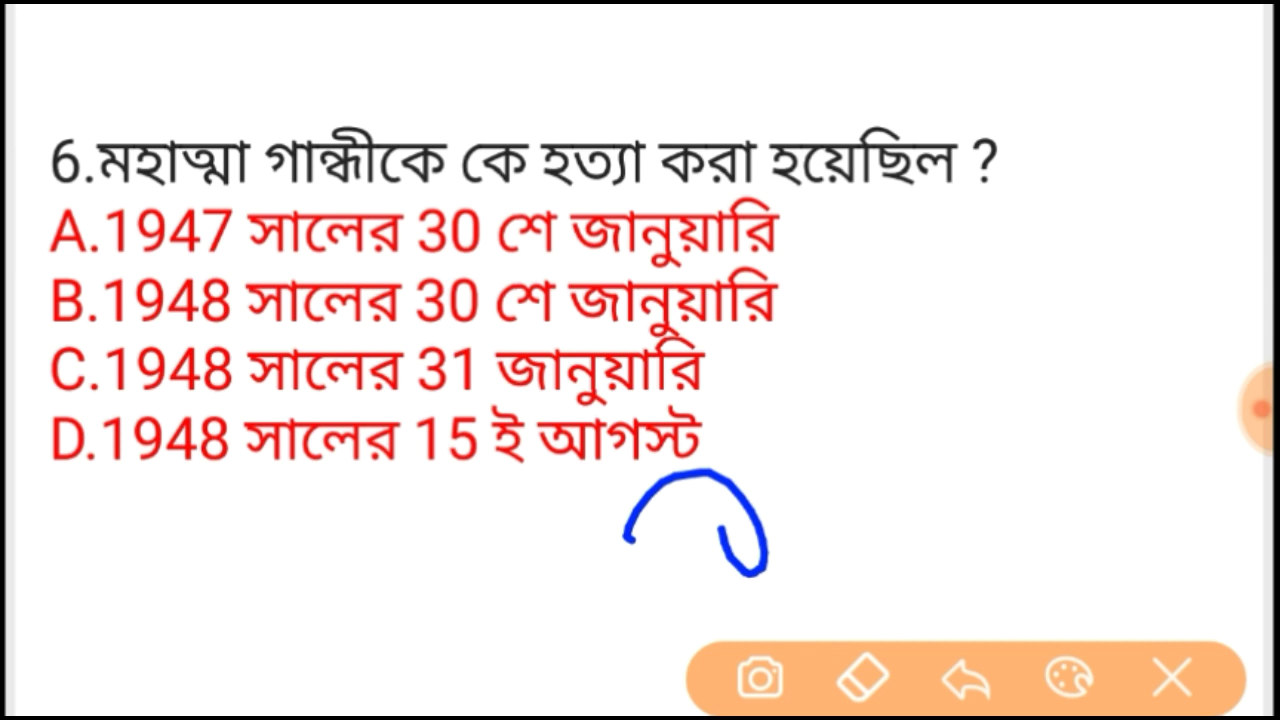 6.মহাত্মা গান্ধীকে কে হত্যা করা হয়েছিল ?
A.1947 সালের 30 শে জানুয়ারি
B.1948 সালের 30 শে জানুয়ারি
C.1948 সালের 31 জানুয়ারি
D.1948 সালের 15 ই আগস্ট